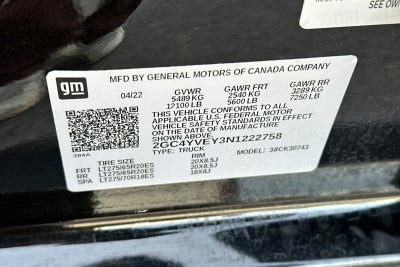 SEE OWN
MFD BY GENERAL MOTORS OF CANADA COMPANY
gm
04/22 GVWR GAWR FRT GAWR RR
5489 KG 2540 KG 3289 KG
12100 LB 5600 LB 7250 LB
THIS VEHICLE CONFORMS TO ALL
APPLICABLE U.S. FEDERAL MOTOR
VEHICLE SAFETY STANDARDS IN EFFECT
ON THE DATE OF MANUFACTURE
SHOWN ABOVE.
2GC4YVEY3N1222758
TYPE: TRUCK MODEL: 38CK30743
TIRE SIZE RIM
FRT LT275/65R20ES 20X8.5J
RR LT275/65R20ES 20X8.5J
SPA LT275/70R18ES 18X8J